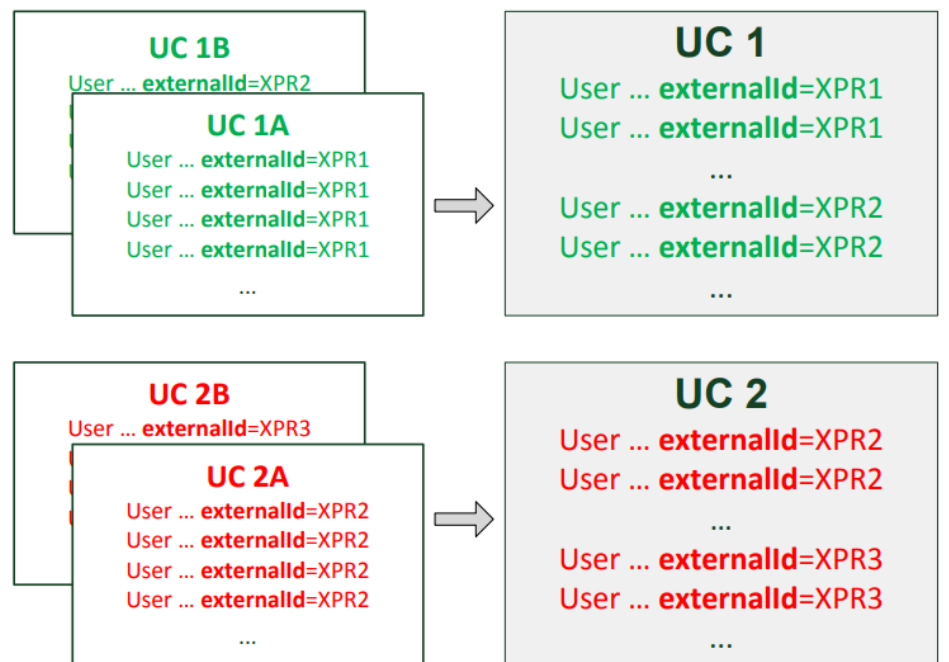 UC 1B
User ... externalId=XPR2
UC 1A
User ... externalId=XPR1
User ... externalId=XPR1
User ... externalId=XPR1
User ... externalId=XPR1
...
UC 1
User ... externalId=XPR1
User ... externalId=XPR1
...
User ... externalId=XPR2
User ... externalId=XPR2
...
UC 2B
User ... externalId=XPR3
UC 2A
User ... externalId=XPR2
User ... externalId=XPR2
User ... externalId=XPR2
User ... externalId=XPR2
...
UC 2
User ... externalId=XPR2
User ... externalId=XPR2
...
User ... externalId=XPR3
User ... externalId=XPR3
...